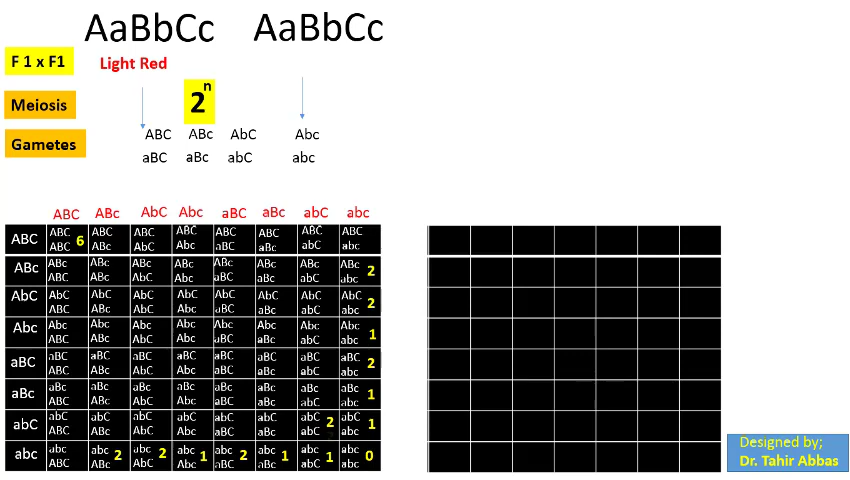 AaBbCc AaBbCc
F 1 x F1 Light Red
Meiosis 2n
Gametes
ABC ABc AbC Abc
aBC aBc abC abc
ABC ABc AbC Abc aBC aBc abC abc
ABC ABC ABC ABC ABC ABC ABC ABC ABC
ABC 6 ABc AbC Abc aBC aBc abC abc
ABc ABc ABc ABc ABc ABc ABc ABc ABc 2
ABC ABc AbC Abc aBC aBc abC abc
AbC AbC AbC AbC AbC AbC AbC AbC AbC 2
ABC ABc AbC Abc aBC aBc abC abc
Abc Abc Abc Abc Abc Abc Abc Abc Abc 1
ABC ABc AbC Abc aBC aBc abC abc
aBC aBC aBC aBC aBC aBC aBC aBC aBC 2
ABC ABc AbC Abc aBC aBc abC abc
aBc aBc aBc aBc aBc aBc aBc aBc aBc 1
ABC ABc AbC Abc aBC aBc abC abc
abC abC abC abC abC abC abC abC 2 abC 1
ABC ABc AbC Abc aBC aBc abC abc
abc abc abc 2 abc 2 abc 1 abc 2 abc 1 abc 1 abc 0
ABC ABc AbC Abc aBC aBc abC abc
Designed by;
Dr. Tahir Abbas